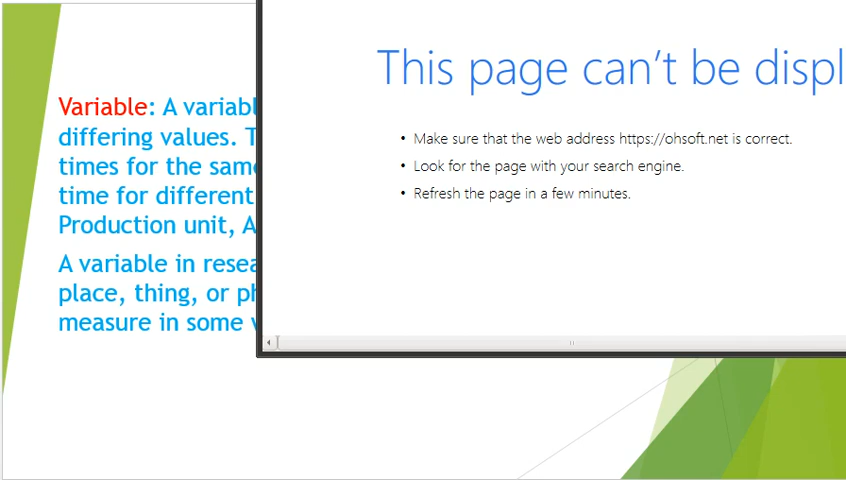 Variable: A variabl
differing values. T
times for the same
time for different
Production unit, A
A variable in resea
place, thing, or ph
measure in some
This page can't be displ
• Make sure that the web address https://ohsoft.net is correct.
• Look for the page with your search engine.
• Refresh the page in a few minutes.